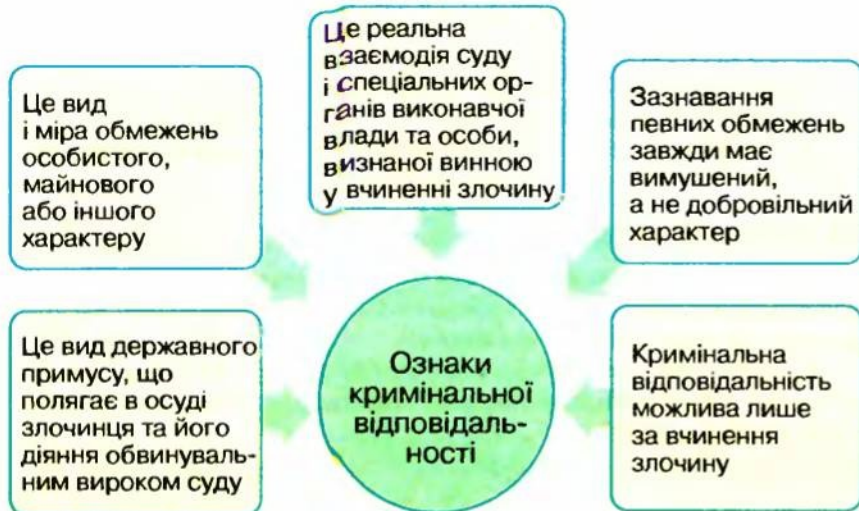 Це реальна
взаємодія суду
і спеціальних ор-
ганів виконавчої
влади та особи,
визнаної винною
у вчиненні злочину
Це вид
і міра обмежень
особистого,
майнового
або іншого
характеру
Зазнавання
певних обмежень
завжди має
вимушений,
а не добровільний
характер
Це вид державного
примусу, що
полягає в осуді
злочинця та його
діяння обвинуваль-
ним вироком суду
Ознаки
кримінальної
відповідаль-
ності
Кримінальна
відповідальність
можлива лише
за вчинення
злочину